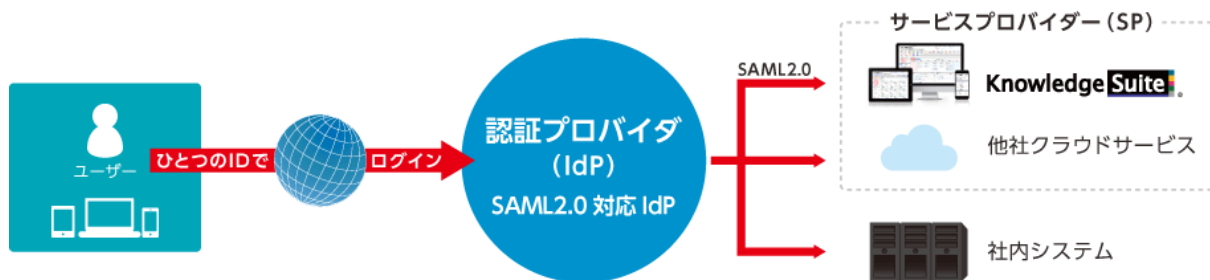 ユーザー
ひとつのIDで
ログイン
認証プロバイダ
(IdP)
SAML2.0 対応 IdP
SAML2.0
サービスプロバイダー(SP)
Knowledge Suite ®
他社クラウドサービス
社内システム